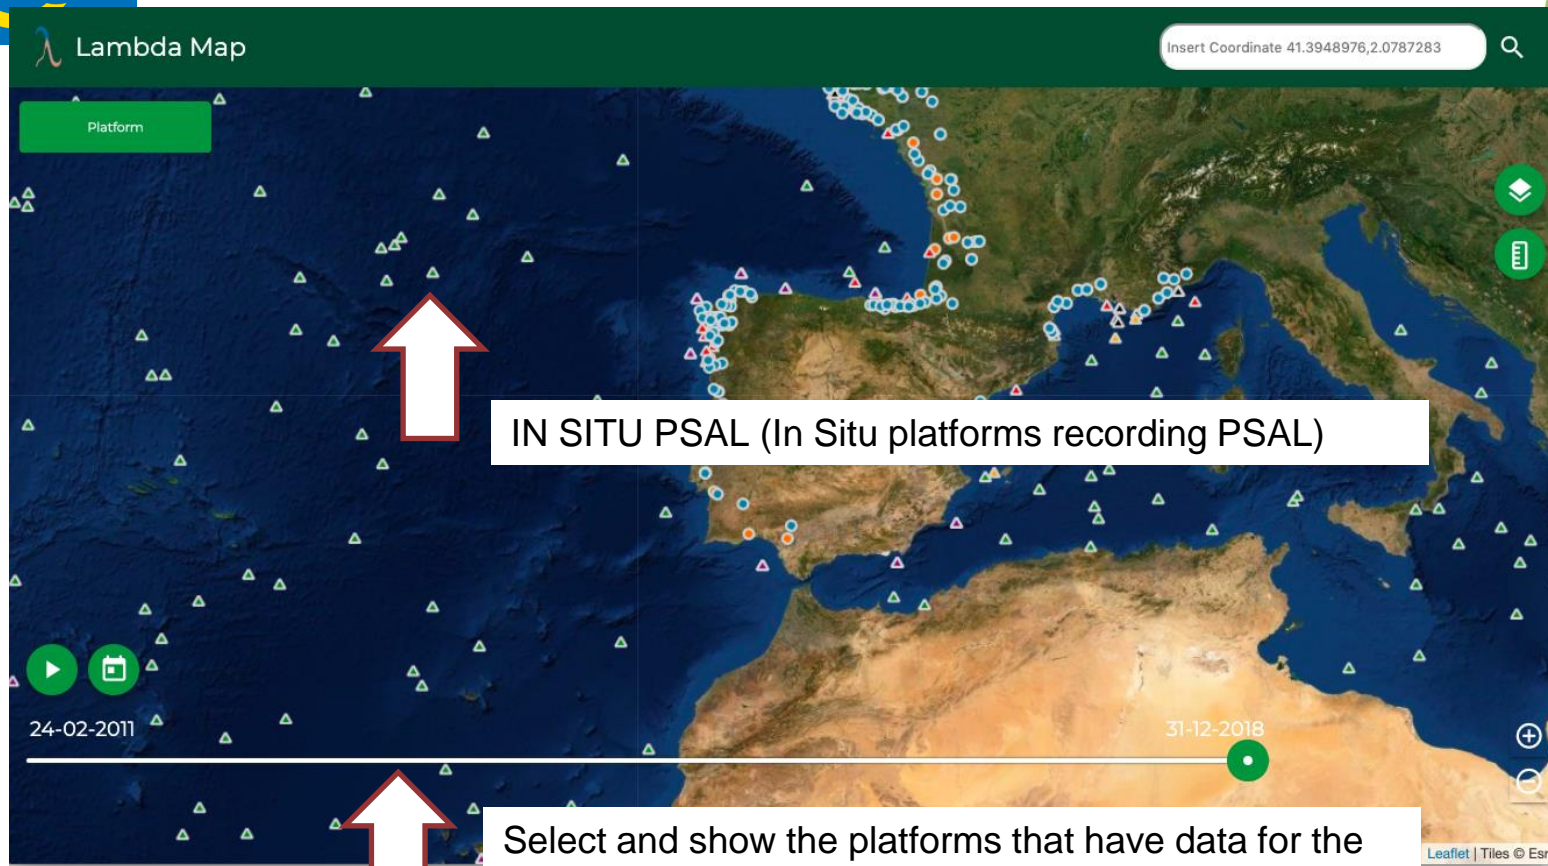 Lambda Map
Insert Coordinate 41.3948976,2.0787283
Platform
IN SITU PSAL (In Situ platforms recording PSAL)
24-02-2011
31-12-2018
Select and show the platforms that have data for the
Leaflet | Tiles © Esr